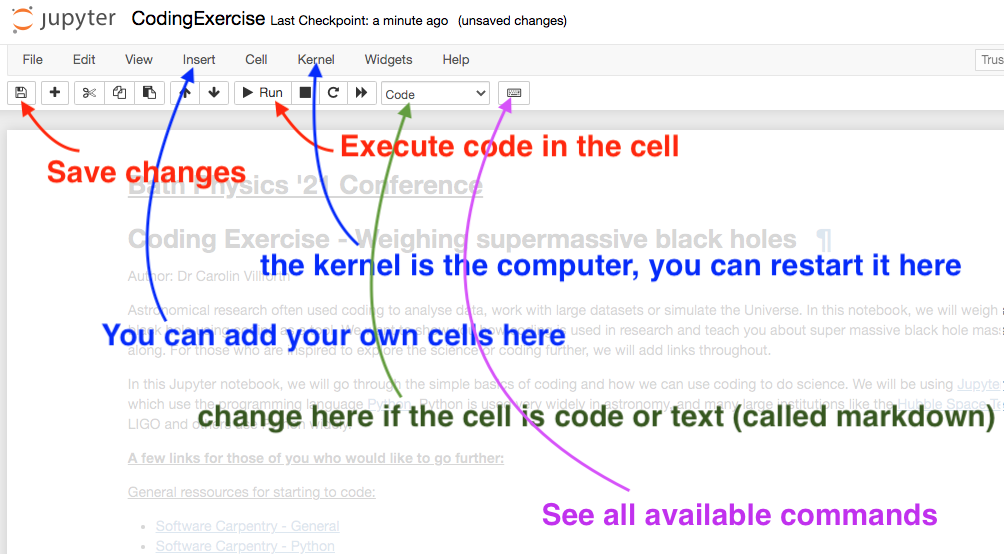 jupyter CodingExercise Last Checkpoint: a minute ago (unsaved changes)
File Edit View Insert Cell Kernel Widgets Help Trus
Run Code
Execute code in the cell
Save changes
Bath Physics '21 Conference
Coding Exercise - Weighing supermassive black holes ¶
the kernel is the computer, you can restart it here
Author: Dr Carolin Villforth
Astronomical research often used coding to analyse data, work with large datasets or simulate the Universe. In this notebook, we will weigh a
You can add your own cells here
black hole using used in research and teach you about super massive black hole mass
along. For those who are inspired to explore the science or coding further, we will add links throughout.
In this Jupyter notebook, we will go through the simple basics of coding and how we can use coding to do science. We will be using Jupyter
which use the programming language Python. Python is used very widely in astronomy, and many large institutions like the Hubble Space Te
change here if the cell is code or text (called markdown)
LIGO and
A few links for those of you who would like to go further:
General ressources for starting to code:
See all available commands
Software Carpentry - General
Software Carpentry - Python